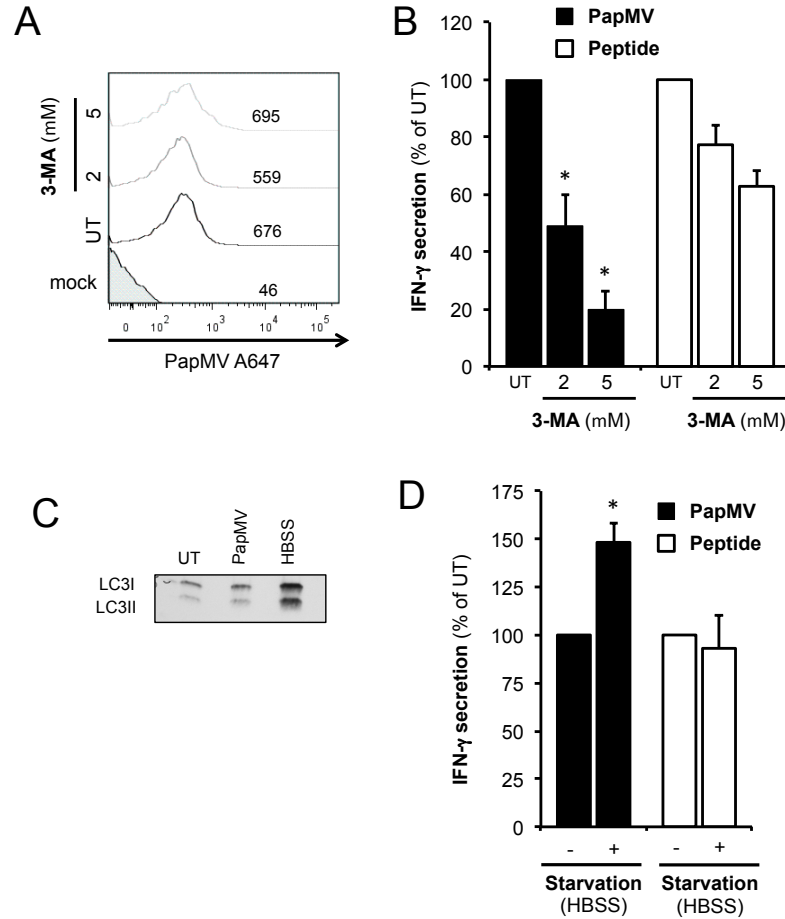 A
3-MA (mM)
5
2
UT
mock
695
559
676
46
0 10² 10³ 10⁴ 10⁵
PapMV A647
B
PapMV
Peptide
IFN-γ secretion (% of UT)
120
100
80
60
40
20
0
*
*
UT 2 5 UT 2 5
3-MA (mM) 3-MA (mM)
C
UT PapMV HBSS
LC3I
LC3II
D
PapMV
Peptide
IFN-γ secretion (% of UT)
175
150
125
100
75
50
25
0
*
- + - +
Starvation Starvation
(HBSS) (HBSS)